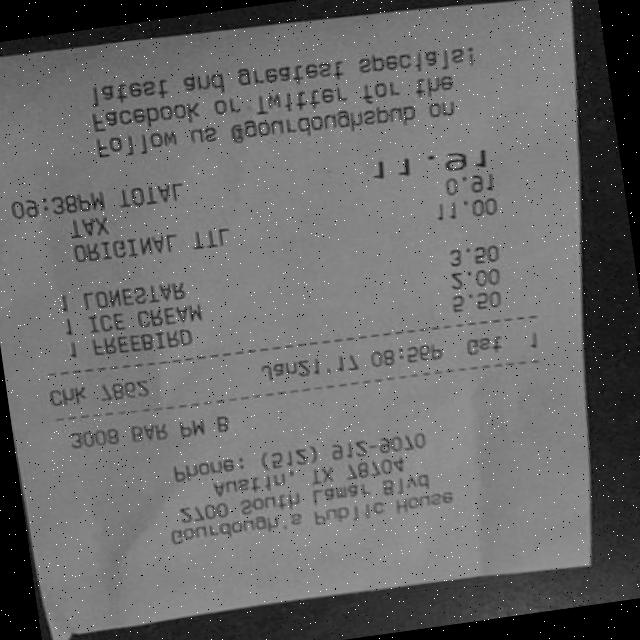 Gourdough's Public House
2700 South Lamar Blvd
Austin, TX 78704
Phone: (512) 912-9070
3008 BAR PM B
Chk 7862 Jan21'17 08:56P Gst 1
1 FREEBIRD 5.50
1 ICE CREAM 2.00
1 LONESTAR 3.50
ORIGINAL TTL 11.00
TAX 0.91
09:38PM TOTAL 11.91
Follow us @gourdoughspub on
Facebook or Twitter for the
latest and greatest specials!